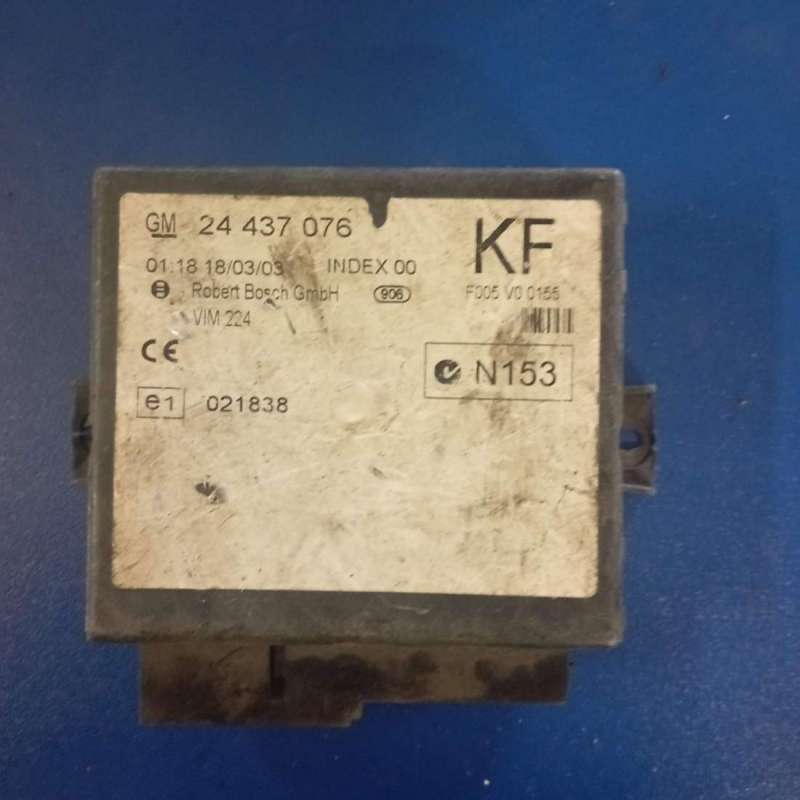 GM 24 437 076
KF
01:18 18/03/03 INDEX 00
Robert Bosch GmbH 906
F005 V0 0155
VIM 224
CE
N153
e1 021838